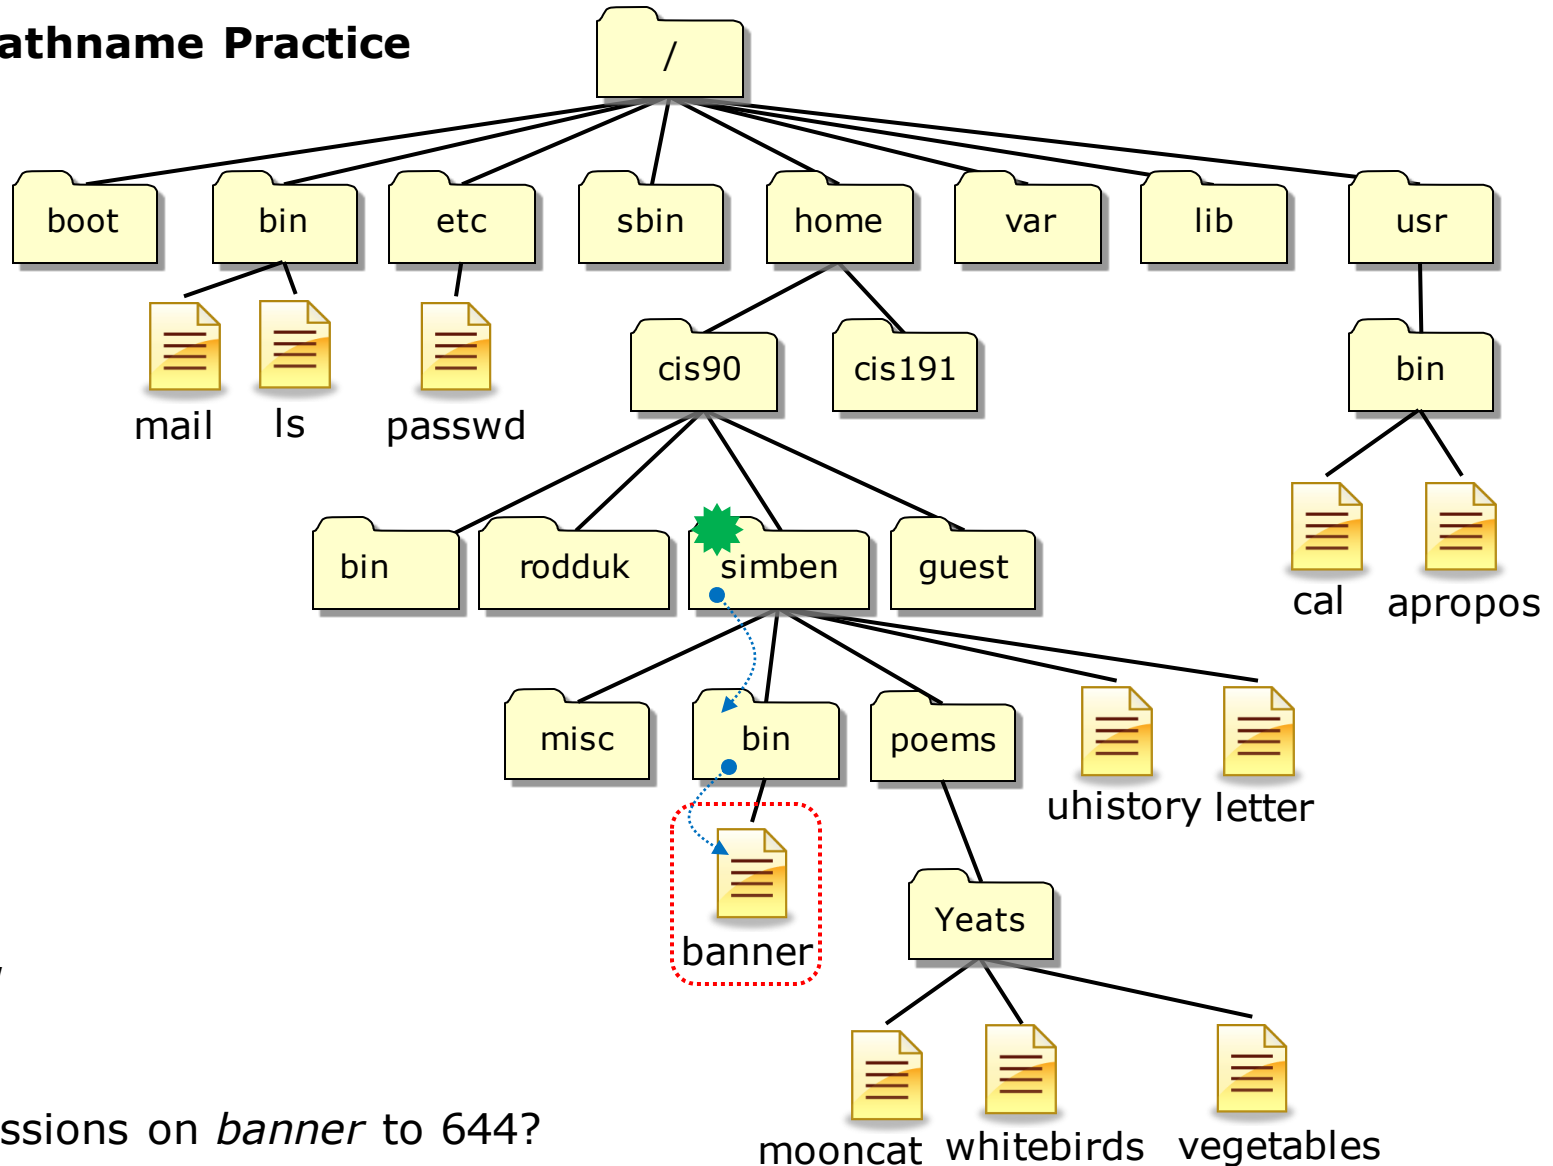 athname Practice
/
boot bin etc sbin home var lib usr
mail ls passwd
cis90 cis191 bin
bin rodduk simben guest
cal apropos
misc bin poems
uhistory letter
banner
Yeats
mooncat whitebirds vegetables
ssions on banner to 644?